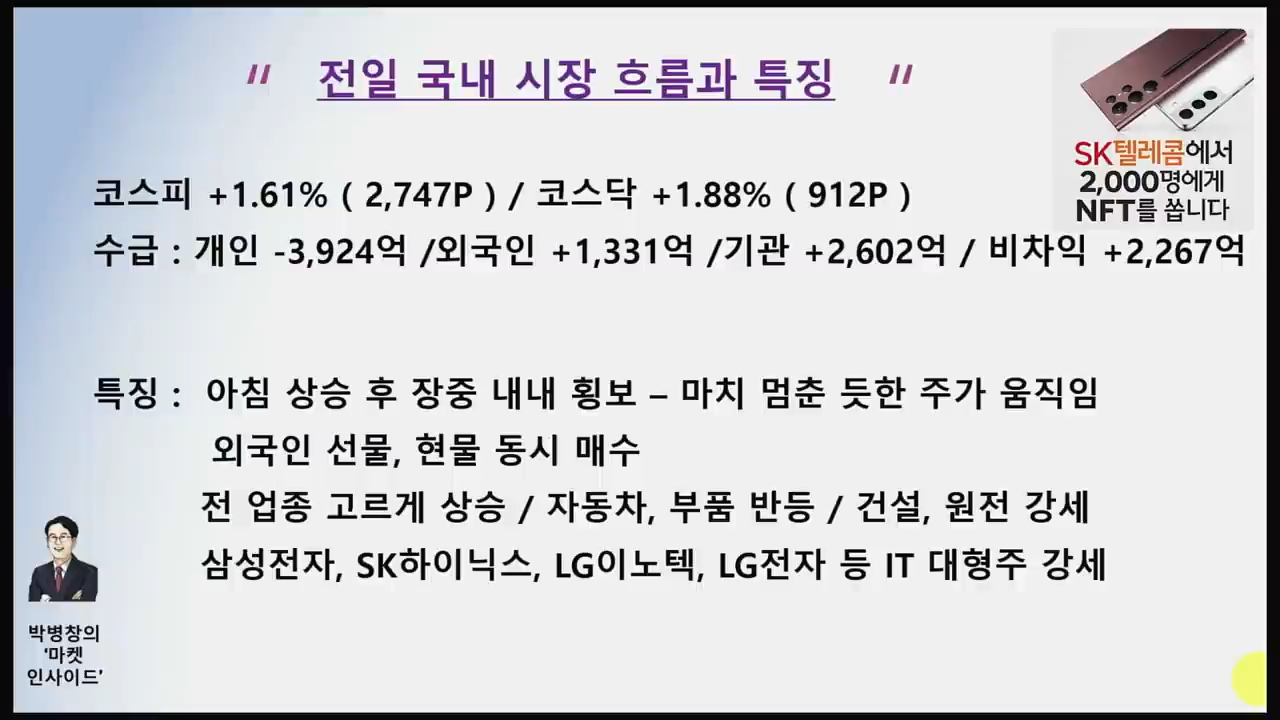 “ 전일 국내 시장 흐름과 특징 ”
SK텔레콤에서
2,000명에게
NFT를 쏩니다
코스피 +1.61% ( 2,747P ) / 코스닥 +1.88% ( 912P )
수급 : 개인 -3,924억 /외국인 +1,331억 /기관 +2,602억 / 비차익 +2,267억
특징 : 아침 상승 후 장중 내내 횡보 – 마치 멈춘 듯한 주가 움직임
외국인 선물, 현물 동시 매수
전 업종 고르게 상승 / 자동차, 부품 반등 / 건설, 원전 강세
삼성전자, SK하이닉스, LG이노텍, LG전자 등 IT 대형주 강세
박병창의
‘마켓
인사이드’